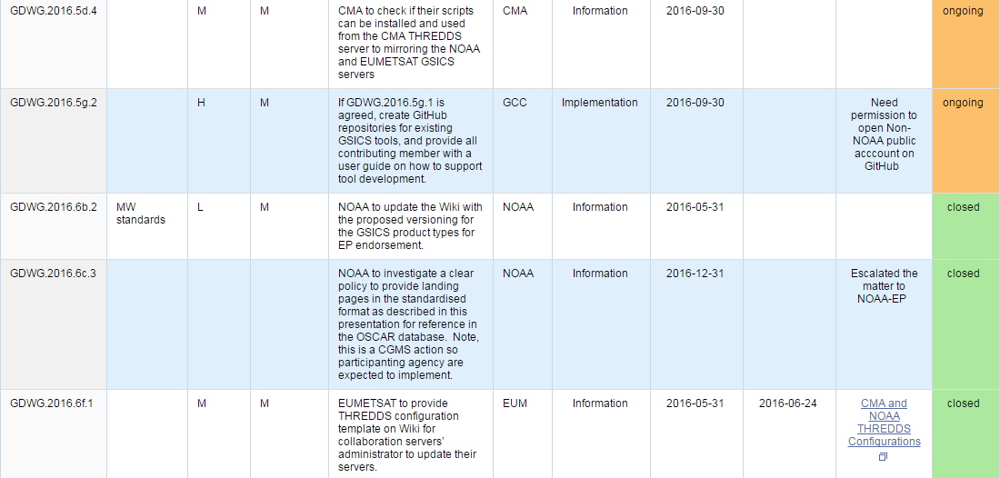 GDWG.2016.5d.4 M M CMA to check if their scripts CMA Information 2016-09-30 ongoing
can be installed and used
from the CMA THREDDS
server to mirroring the NOAA
and EUMETSAT GSICS
servers
GDWG.2016.5g.2 H M If GDWG.2016.5g.1 is GCC Implementation 2016-09-30 Need ongoing
agreed, create GitHub permission to
repositories for existing open Non-
GSICS tools, and provide all NOAA public
contributing member with a acccount on
user guide on how to support GitHub
tool development.
GDWG.2016.6b.2 MW L M NOAA to update the Wiki with NOAA Information 2016-05-31 closed
standards the proposed versioning for
the GSICS product types for
EP endorsement.
GDWG.2016.6c.3 NOAA to investigate a clear NOAA Information 2016-12-31 Escalated the closed
policy to provide landing matter to
pages in the standardised NOAA-EP
format as described in this
presentation for reference in
the OSCAR database. Note,
this is a CGMS action so
participanting agency are
expected to implement.
GDWG.2016.6f.1 M M EUMETSAT to provide EUM Information 2016-05-31 2016-06-24 CMA and closed
THREDDS configuration NOAA
template on Wiki for THREDDS
collaboration servers' Configurations
administrator to update their
servers.